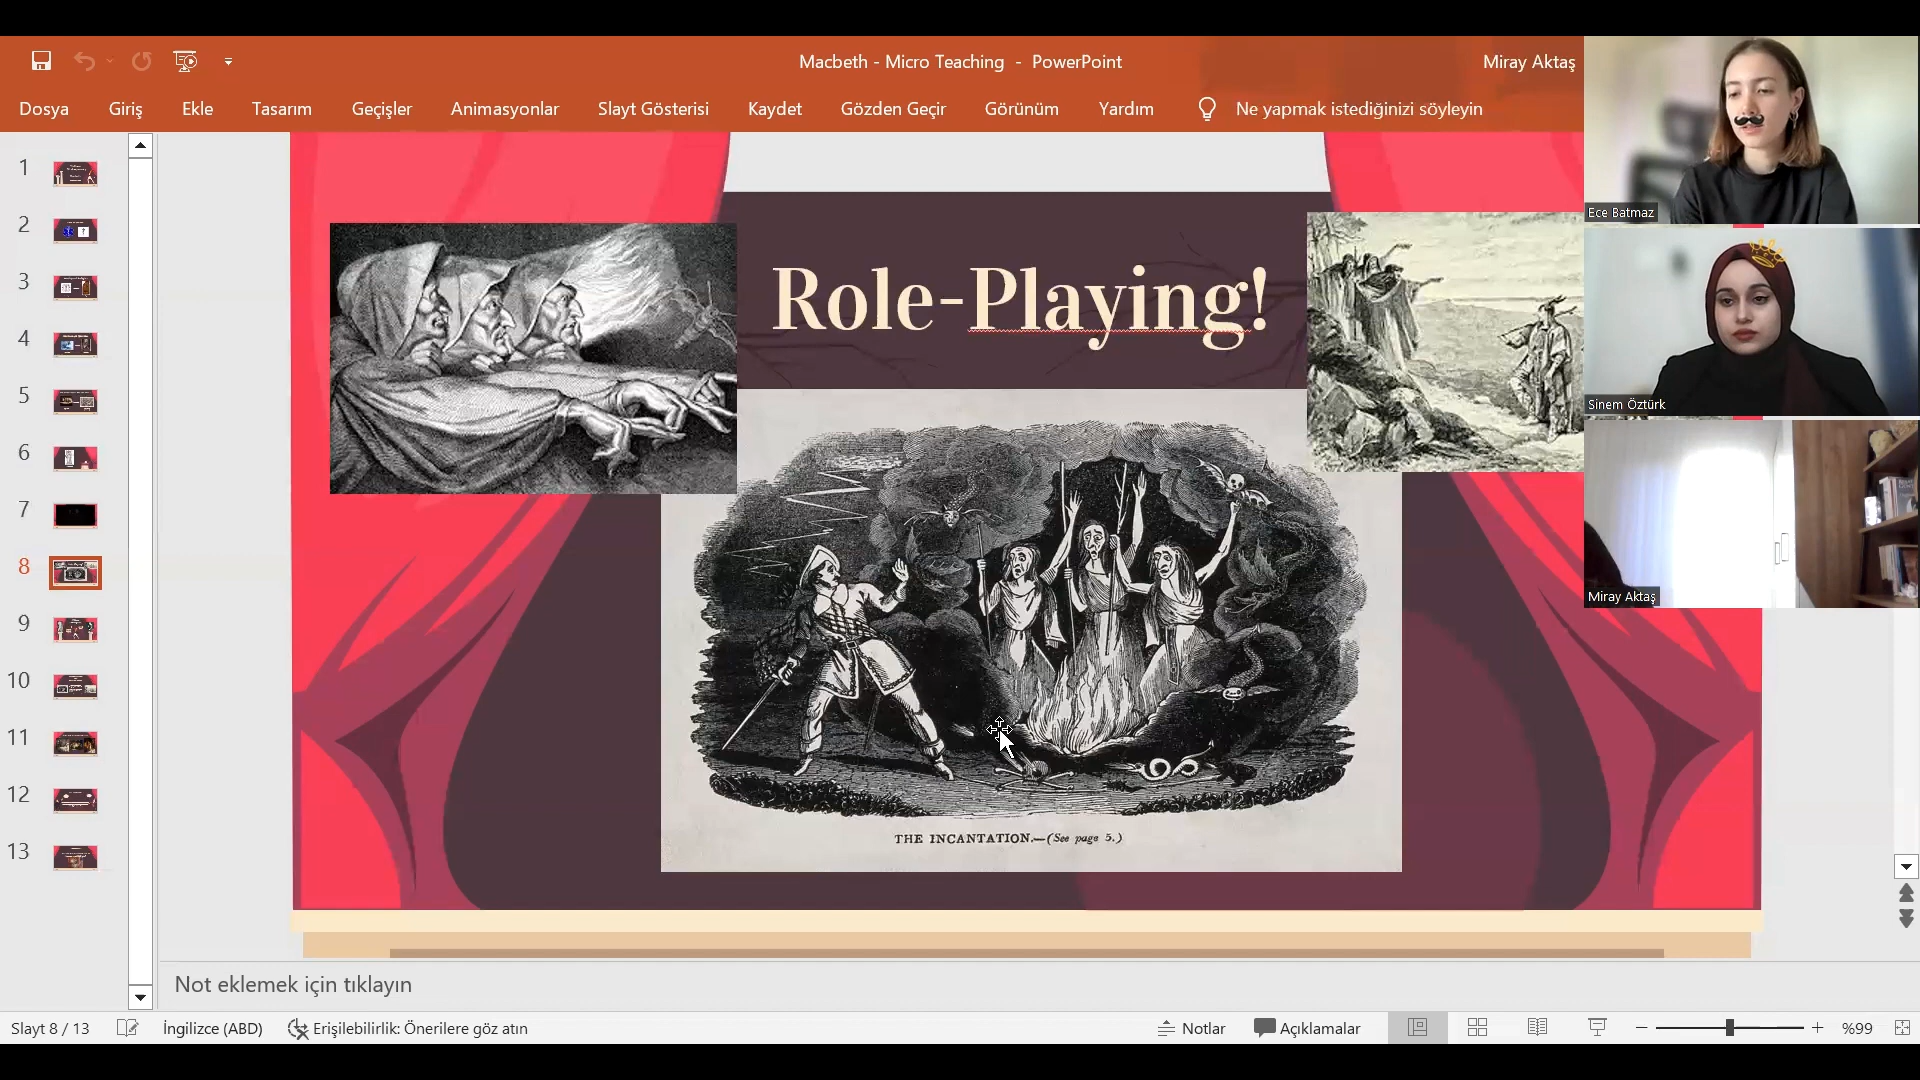 Macbeth - Micro Teaching - PowerPoint
Miray Aktaş
Dosya Giriş Ekle Tasarım Geçişler Animasyonlar Slayt Gösterisi Kaydet Gözden Geçir Görünüm Yardım Ne yapmak istediğinizi söyleyin
1
2
3
4
5
6
7
8
9
10
11
12
13
Role-Playing!
THE INCANTATION.—(See page 5.)
Ece Batmaz
Sinem Öztürk
Miray Aktaş
Not eklemek için tıklayın
Slayt 8 / 13 İngilizce (ABD) Erişilebilirlik: Önerilere göz atın Notlar Açıklamalar %99